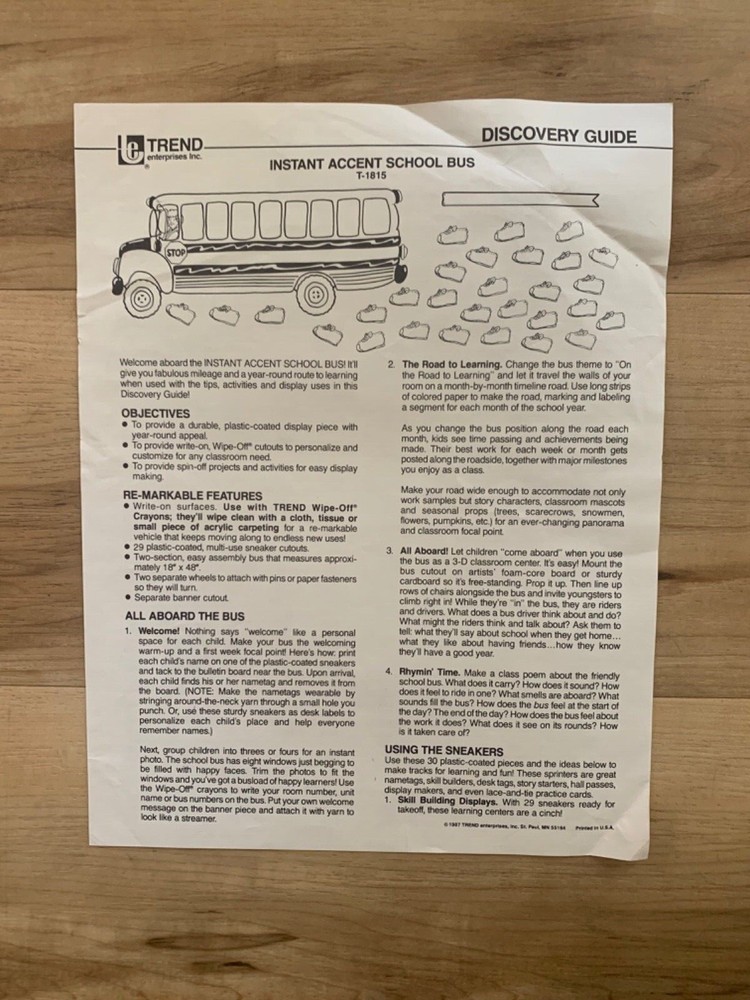 TREND
enterprises Inc.
®
DISCOVERY GUIDE
INSTANT ACCENT SCHOOL BUS
T-1815
STOP
Welcome aboard the INSTANT ACCENT SCHOOL BUS! It'll
give you fabulous mileage and a year-round route to learning
when used with the tips, activities and display uses in this
Discovery Guide!
OBJECTIVES
• To provide a durable, plastic-coated display piece with
year-round appeal.
• To provide write-on, Wipe-Off® cutouts to personalize and
customize for any classroom need.
• To provide spin-off projects and activities for easy display
making.
RE-MARKABLE FEATURES
• Write-on surfaces. Use with TREND Wipe-Off®
Crayons; they'll wipe clean with a cloth, tissue or
small piece of acrylic carpeting for a re-markable
vehicle that keeps moving along to endless new uses!
• 29 plastic-coated, multi-use sneaker cutouts.
• Two-section, easy assembly bus that measures approxi-
mately 18" x 48".
• Two separate wheels to attach with pins or paper fasteners
so they will turn.
• Separate banner cutout.
ALL ABOARD THE BUS
1. Welcome! Nothing says "welcome" like a personal
space for each child. Make your bus the welcoming
warm-up and a first week focal point! Here's how: print
each child's name on one of the plastic-coated sneakers
and tack to the bulletin board near the bus. Upon arrival,
each child finds his or her nametag and removes it from
the board. (NOTE: Make the nametags wearable by
stringing around-the-neck yarn through a small hole you
punch. Or, use these sturdy sneakers as desk labels to
personalize each child's place and help everyone
remember names.)
Next, group children into threes or fours for an instant
photo. The school bus has eight windows just begging to
be filled with happy faces. Trim the photos to fit the
windows and you've got a busload of happy learners! Use
the Wipe-Off® crayons to write your room number, unit
name or bus numbers on the bus. Put your own welcome
message on the banner piece and attach it with yarn to
look like a streamer.
2. The Road to Learning. Change the bus theme to "On
the Road to Learning" and let it travel the walls of your
room on a month-by-month timeline road. Use long strips
of colored paper to make the road, marking and labeling
a segment for each month of the school year.
As you change the bus position along the road each
month, kids see time passing and achievements being
made. Their best work for each week or month gets
posted along the roadside, together with major milestones
you enjoy as a class.
Make your road wide enough to accommodate not only
work samples but story characters, classroom mascots
and seasonal props (trees, scarecrows, snowmen,
flowers, pumpkins, etc.) for an ever-changing panorama
and classroom focal point.
3. All Aboard! Let children "come aboard" when you use
the bus as a 3-D classroom center. It's easy! Mount the
bus cutout on artists' foam-core board or sturdy
cardboard so it's free-standing. Prop it up. Then line up
rows of chairs alongside the bus and invite youngsters to
climb right in! While they're "in" the bus, they are riders
and drivers. What does a bus driver think about and do?
What might the riders think and talk about? Ask them to
tell: what they'll say about school when they get home...
what they like about having friends...how they know
they'll have a good year.
4. Rhymin' Time. Make a class poem about the friendly
school bus. What does it carry? How does it sound? How
does it feel to ride in one? What smells are aboard? What
sounds fill the bus? How does the bus feel at the start of
the day? The end of the day? How does the bus feel about
the work it does? What does it see on its rounds? How
is it taken care of?
USING THE SNEAKERS
Use these 30 plastic-coated pieces and the ideas below to
make tracks for learning and fun! These sprinters are great
nametags, skill builders, desk tags, story starters, hall passes,
display makers, and even lace-and-tie practice cards.
1. Skill Building Displays. With 29 sneakers ready for
takeoff, these learning centers are a cinch!
© 1987 TREND enterprises, Inc. St. Paul, MN 55164 Printed in U.S.A.